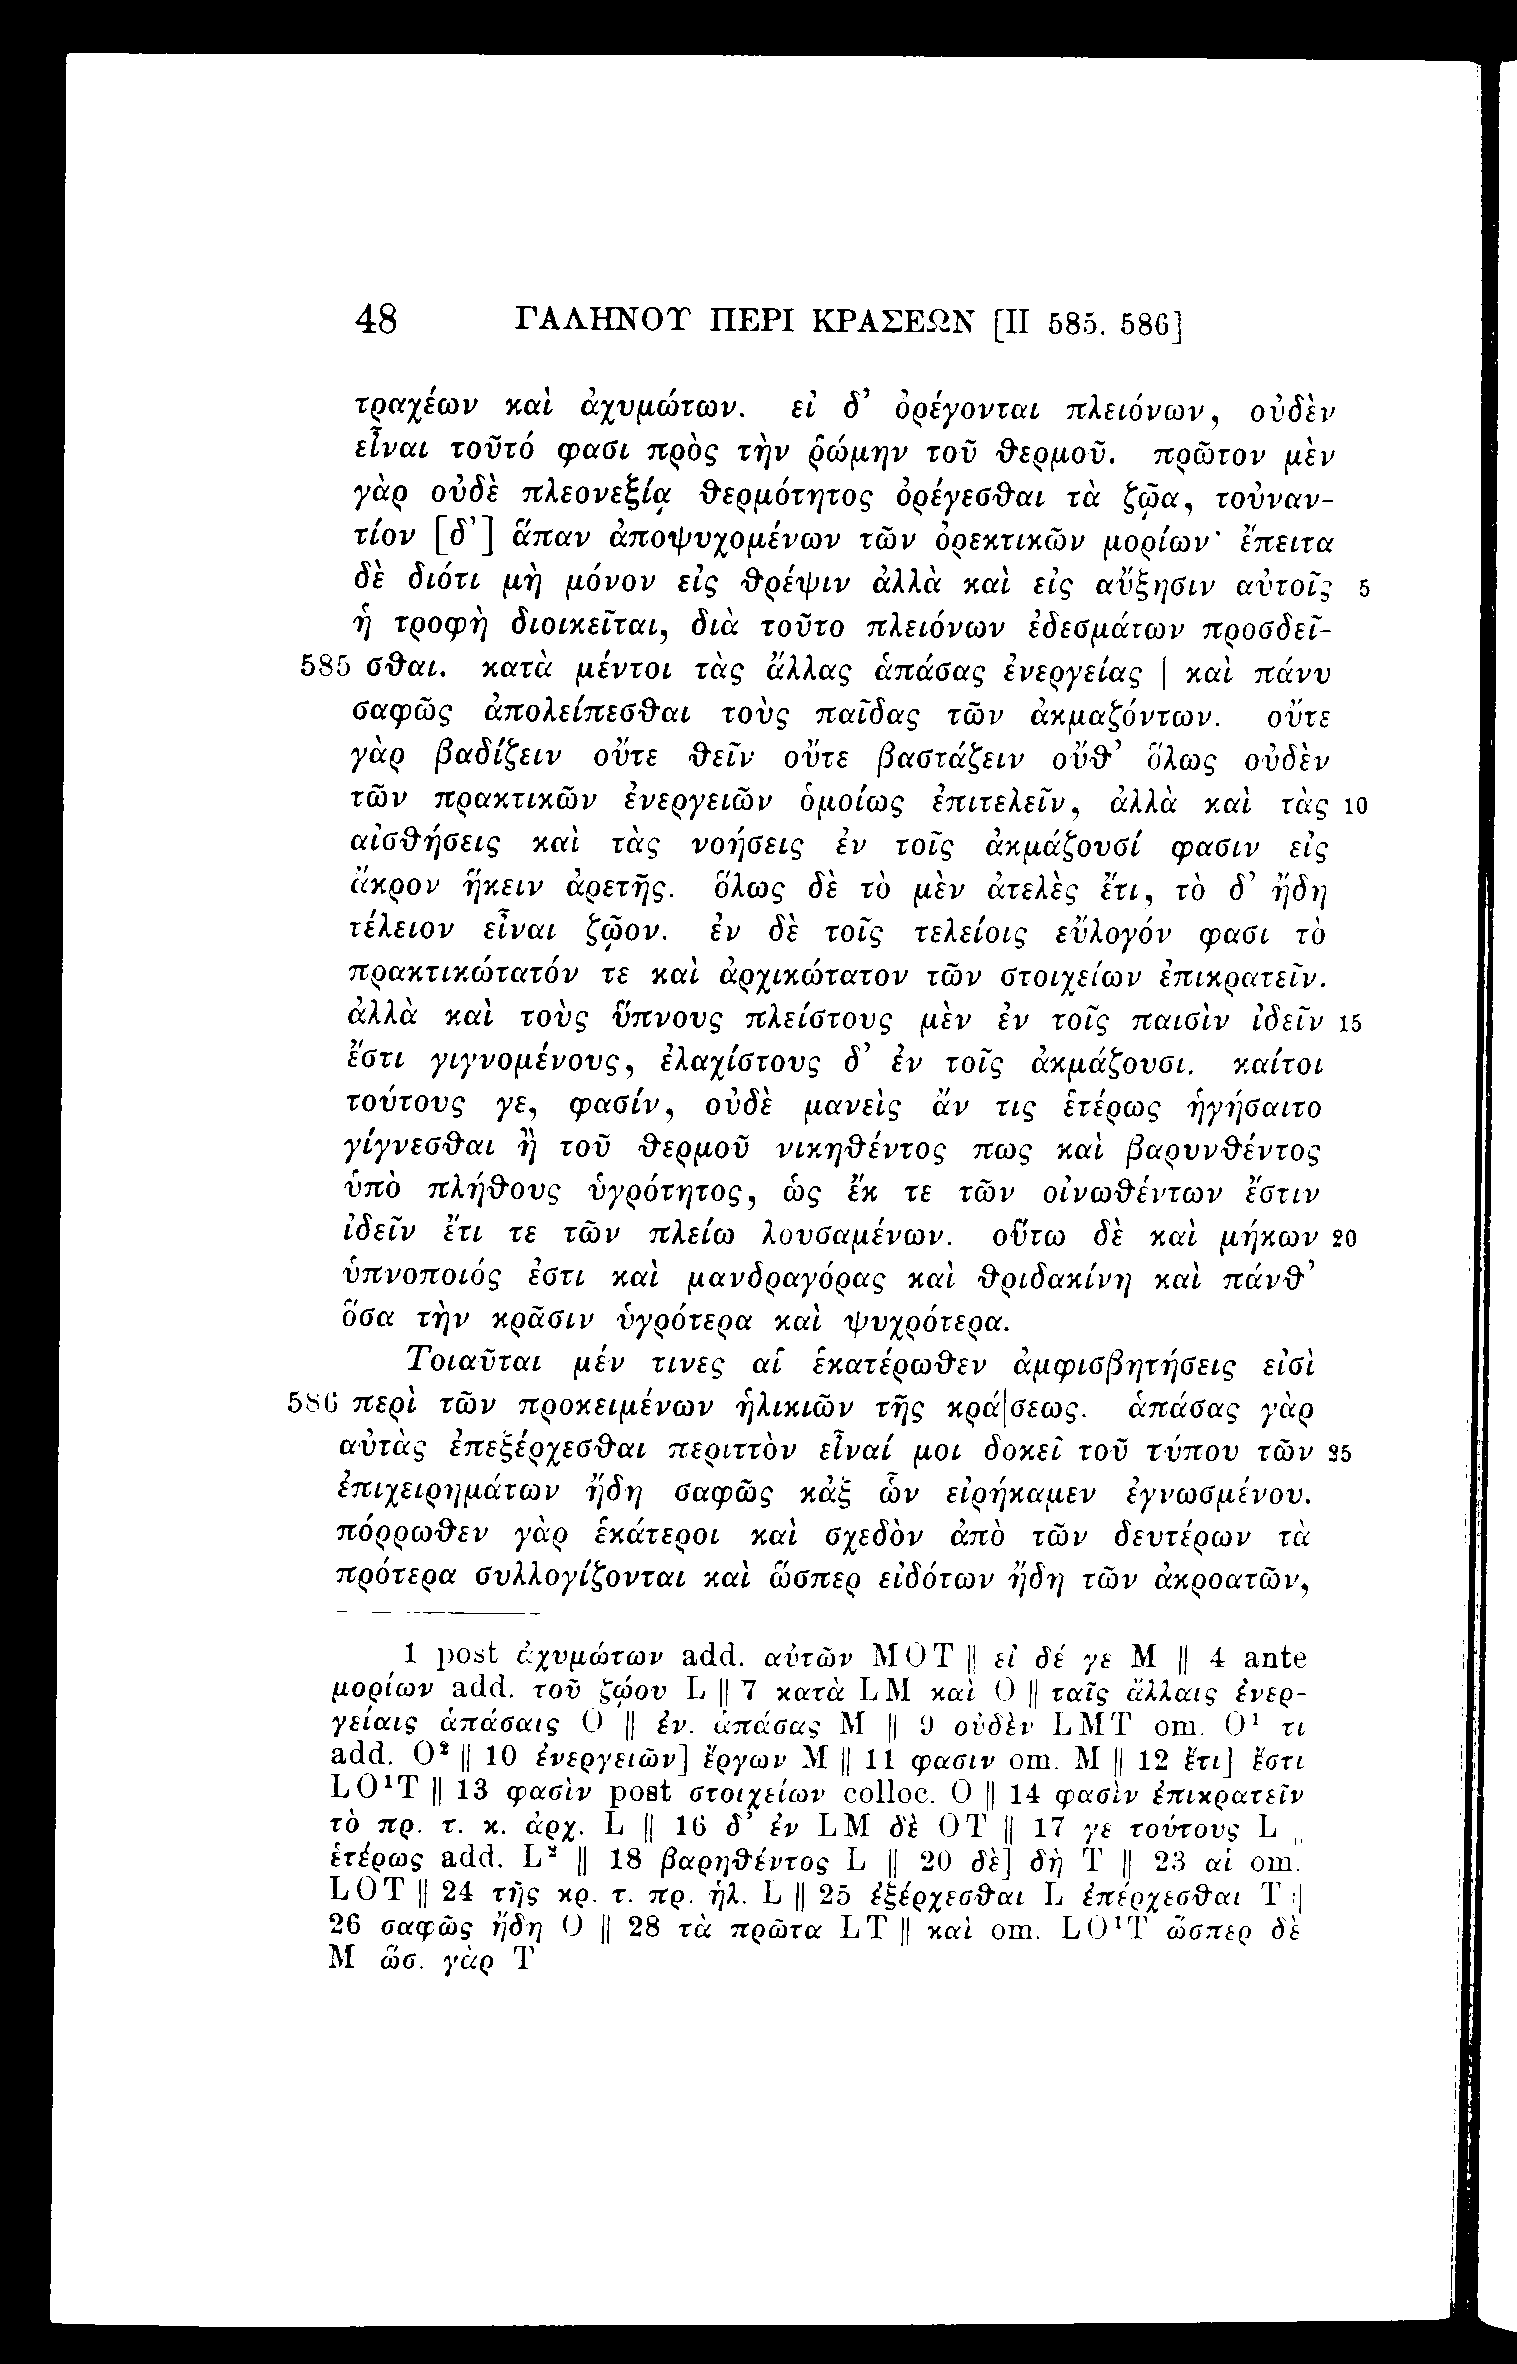 48 ΓΑΛΗΝΟΥ ΠΕΡΙ ΚΡΑΣΕΩΝ [II 585. 586]
τραχέων καὶ ἀχυμώτων. εἰ δ’ ὀρέγονται πλειόνων, οὐδὲν
εἶναι τοῦτό φασι πρὸς τὴν ῥώμην τοῦ θερμοῦ. πρῶτον μὲν
γὰρ οὐδὲ πλεονεξίᾳ θερμότητος ὀρέγεσθαι τὰ ζῷα, τοὐναν-
τίον [δ’] ἅπαν ἀποψυχομένων τῶν ὀρεκτικῶν μορίων· ἔπειτα
δὲ διότι μὴ μόνον εἰς θρέψιν ἀλλὰ καὶ εἰς αὔξησιν αὐτοῖς 5
ἡ τροφὴ διοικεῖται, διὰ τοῦτο πλειόνων ἐδεσμάτων προσδεῖ-
585 σθαι. κατὰ μέντοι τὰς ἄλλας ἁπάσας ἐνεργείας | καὶ πάνυ
σαφῶς ἀπολείπεσθαι τοὺς παῖδας τῶν ἀκμαζόντων. οὔτε
γὰρ βαδίζειν οὔτε θεῖν οὔτε βαστάζειν οὔθ’ ὅλως οὐδὲν
τῶν πρακτικῶν ἐνεργειῶν ὁμοίως ἐπιτελεῖν, ἀλλὰ καὶ τὰς 10
αἰσθήσεις καὶ τὰς νοήσεις ἐν τοῖς ἀκμάζουσί φασιν εἰς
ἄκρον ἥκειν ἀρετῆς. ὅλως δὲ τὸ μὲν ἀτελὲς ἔτι, τὸ δ’ ἤδη
τέλειον εἶναι ζῷον. ἐν δὲ τοῖς τελείοις εὔλογόν φασι τὸ
πρακτικώτατόν τε καὶ ἀρχικώτατον τῶν στοιχείων ἐπικρατεῖν.
ἀλλὰ καὶ τοὺς ὕπνους πλείστους μὲν ἐν τοῖς παισὶν ἰδεῖν 15
ἔστι γιγνομένους, ἐλαχίστους δ’ ἐν τοῖς ἀκμάζουσι. καίτοι
τούτους γε, φασίν, οὐδὲ μανεὶς ἄν τις ἑτέρως ἡγήσαιτο
γίγνεσθαι ἢ τοῦ θερμοῦ νικηθέντος πως καὶ βαρυνθέντος
ὑπὸ πλήθους ὑγρότητος, ὡς ἔκ τε τῶν οἰνωθέντων ἔστιν
ἰδεῖν ἔτι τε τῶν πλείω λουσαμένων. οὕτω δὲ καὶ μήκων 20
ὑπνοποιός ἐστι καὶ μανδραγόρας καὶ θριδακίνη καὶ πάνθ’
ὅσα τὴν κρᾶσιν ὑγρότερα καὶ ψυχρότερα.
Τοιαῦται μέν τινες αἱ ἑκατέρωθεν ἀμφισβητήσεις εἰσὶ
586 περὶ τῶν προκειμένων ἡλικιῶν τῆς κρά|σεως. ἁπάσας γὰρ
αὐτὰς ἐπεξέρχεσθαι περιττὸν εἶναί μοι δοκεῖ τοῦ τύπου τῶν 25
ἐπιχειρημάτων ἤδη σαφῶς κἀξ ὧν εἰρήκαμεν ἐγνωσμένου.
πόρρωθεν γὰρ ἑκάτεροι καὶ σχεδὸν ἀπὸ τῶν δευτέρων τὰ
πρότερα συλλογίζονται καὶ ὥσπερ εἰδότων ἤδη τῶν ἀκροατῶν,
1 post ἀχυμώτων add. αὐτῶν MOT || εἰ δέ γε M || 4 ante
μορίων add. τοῦ ζῴου L || 7 κατὰ LM καὶ O || ταῖς ἄλλαις ἐνερ-
γείαις ἁπάσαις O || ἐν. ἁπάσας M || 9 οὐδὲν LMT om. O¹ τι
add. O² || 10 ἐνεργειῶν] ἔργων M || 11 φασιν om. M || 12 ἔτι] ἔστι
LO¹T || 13 φασὶν post στοιχείων colloc. O || 14 φασὶν ἐπικρατεῖν
τὸ πρ. τ. κ. ἀρχ. L || 16 δ’ ἐν LM δὲ OT || 17 γε τούτους L ||
ἑτέρως add. L² || 18 βαρηθέντος L || 20 δὲ] δὴ T || 23 αἱ om.
LOT || 24 τῆς κρ. τ. πρ. ἡλ. L || 25 ἐξέρχεσθαι L ἐπέρχεσθαι T ||
26 σαφῶς ἤδη O || 28 τὰ πρῶτα LT || καὶ om. LO¹T ὥσπερ δὲ
M ὥσ. γὰρ T